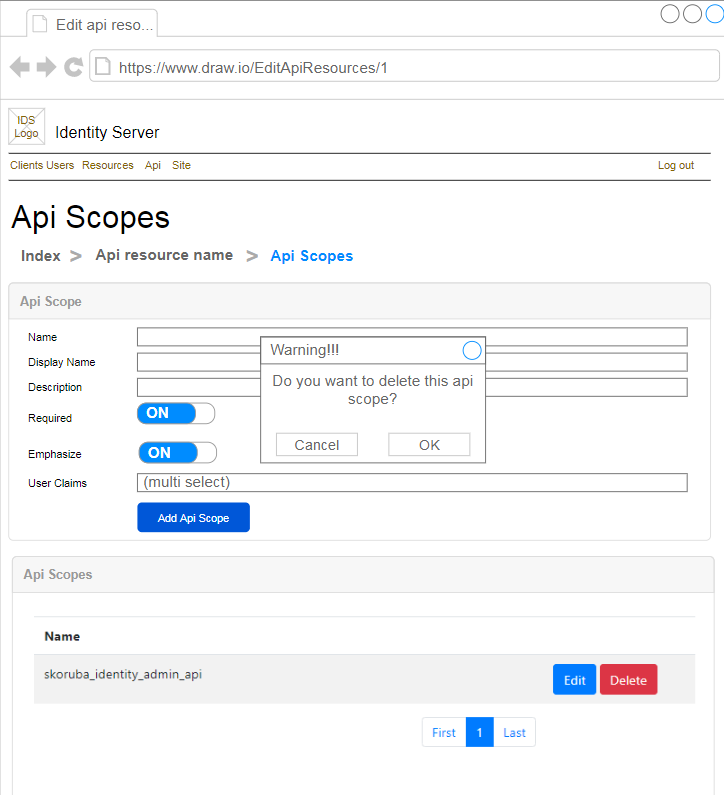 Edit api reso...
https://www.draw.io/EditApiResources/1
IDS
Logo
Identity Server
Clients Users Resources Api Site Log out
Api Scopes
Index > Api resource name > Api Scopes
Api Scope
Name
Display Name
Description
Required ON
Emphasize ON
User Claims (multi select)
Warning!!!
Do you want to delete this api
scope?
Cancel OK
Add Api Scope
Api Scopes
Name
skoruba_identity_admin_api Edit Delete
First 1 Last